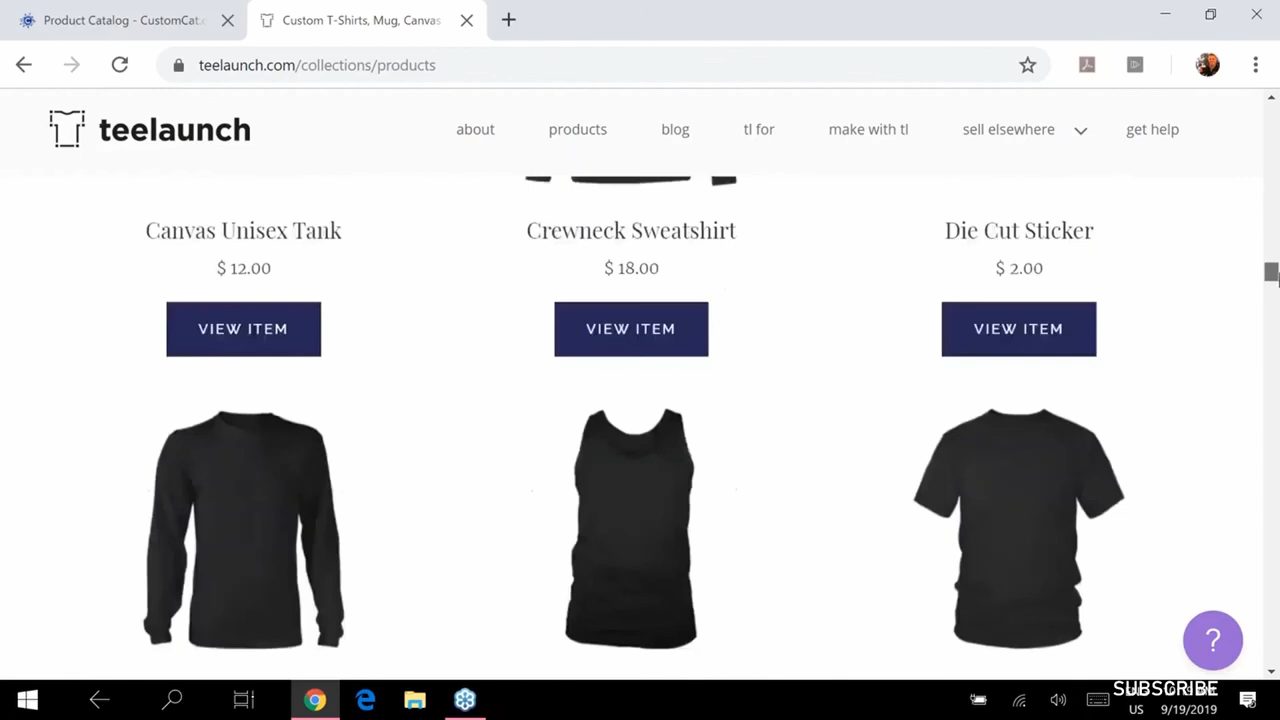 Product Catalog - CustomCat.
Custom T-Shirts, Mug, Canvas
teelaunch.com/collections/products
teelaunch
about products blog tl for make with tl sell elsewhere get help
Canvas Unisex Tank Crewneck Sweatshirt Die Cut Sticker
$ 12.00 $ 18.00 $ 2.00
VIEW ITEM VIEW ITEM VIEW ITEM
?
SUBSCRIBE
US 9/19/2019